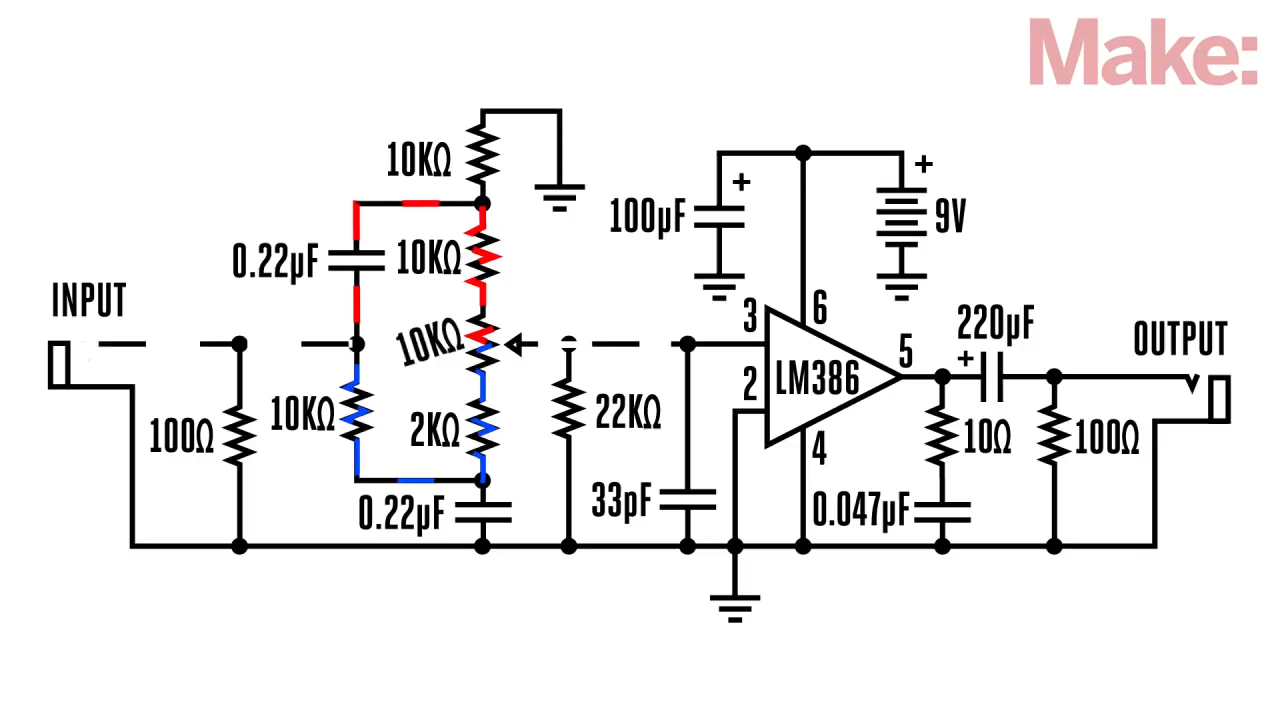 Make:
10KΩ
0.22µF
10KΩ
100µF
+
+
9V
INPUT
10KΩ
3
6
2
LM386
5
4
220µF
+
OUTPUT
100Ω
10KΩ
2KΩ
22KΩ
10Ω
100Ω
0.22µF
33pF
0.047µF